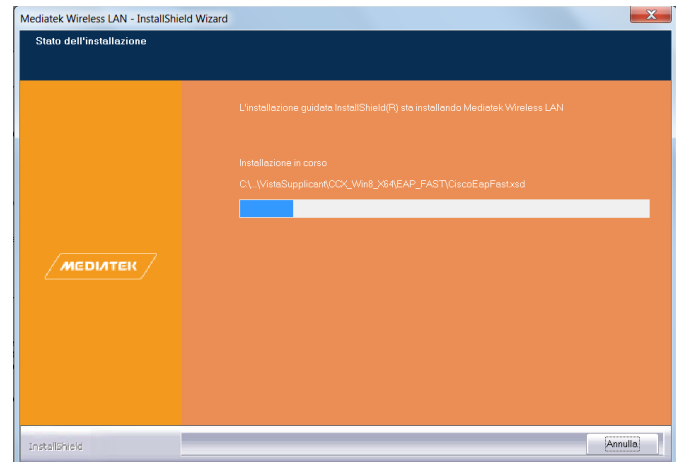 Mediatek Wireless LAN - InstallShield Wizard
Stato dell'installazione
L'installazione guidata InstallShield(R) sta installando Mediatek Wireless LAN
Installazione in corso
C:\...\VistaSupplicant\CCX_Win8_X64\EAP_FAST\CiscoEapFast.xsd
MEDIATEK
InstallShield
Annulla